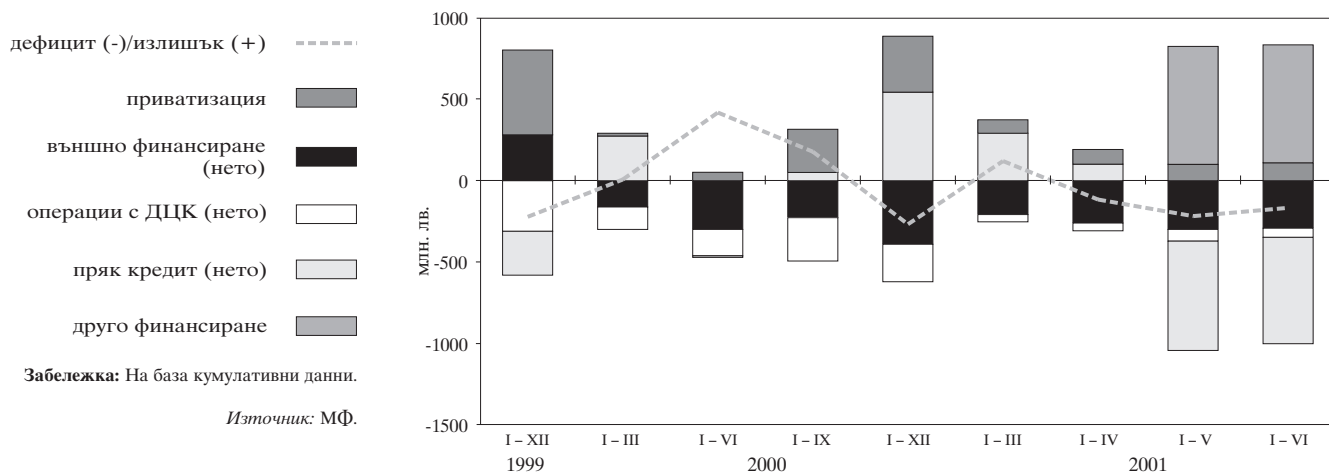 дефицит (-)/излишък (+)
приватизация
външно финансиране
(нето)
операции с ДЦК (нето)
пряк кредит (нето)
друго финансиране
Забележка: На база кумулативни данни.
Източник: МФ.
млн. лв.
1000
500
0
-500
-1000
-1500
I – XII I – III I – VI I – IX I – XII I – III I – IV I – V I – VI
1999 2000 2001